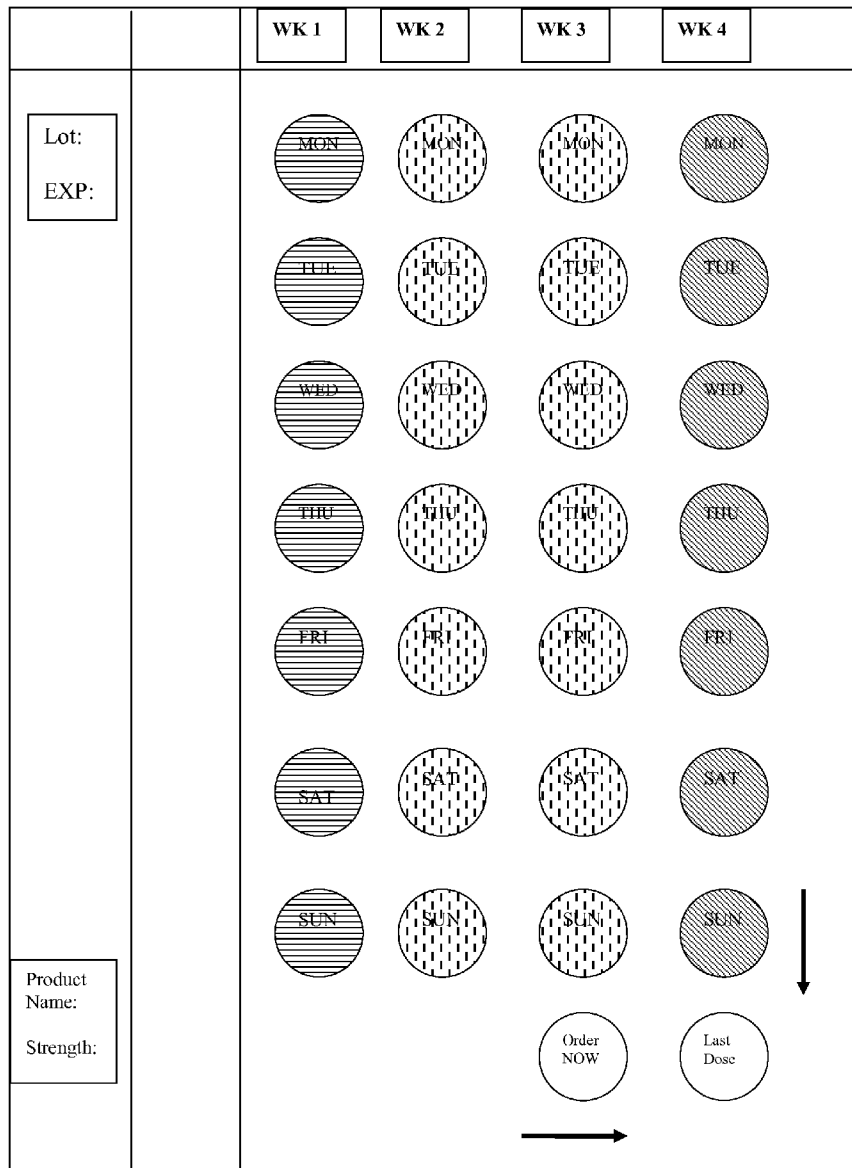 WK 1 WK 2 WK 3 WK 4
Lot:
EXP:
MON MON MON MON
TUE TUE TUE TUE
WED WED WED WED
THU THU THU THU
FRI FRI FRI FRI
SAT SAT SAT SAT
SUN SUN SUN SUN
Product
Name:
Strength:
Order
NOW
Last
Dose